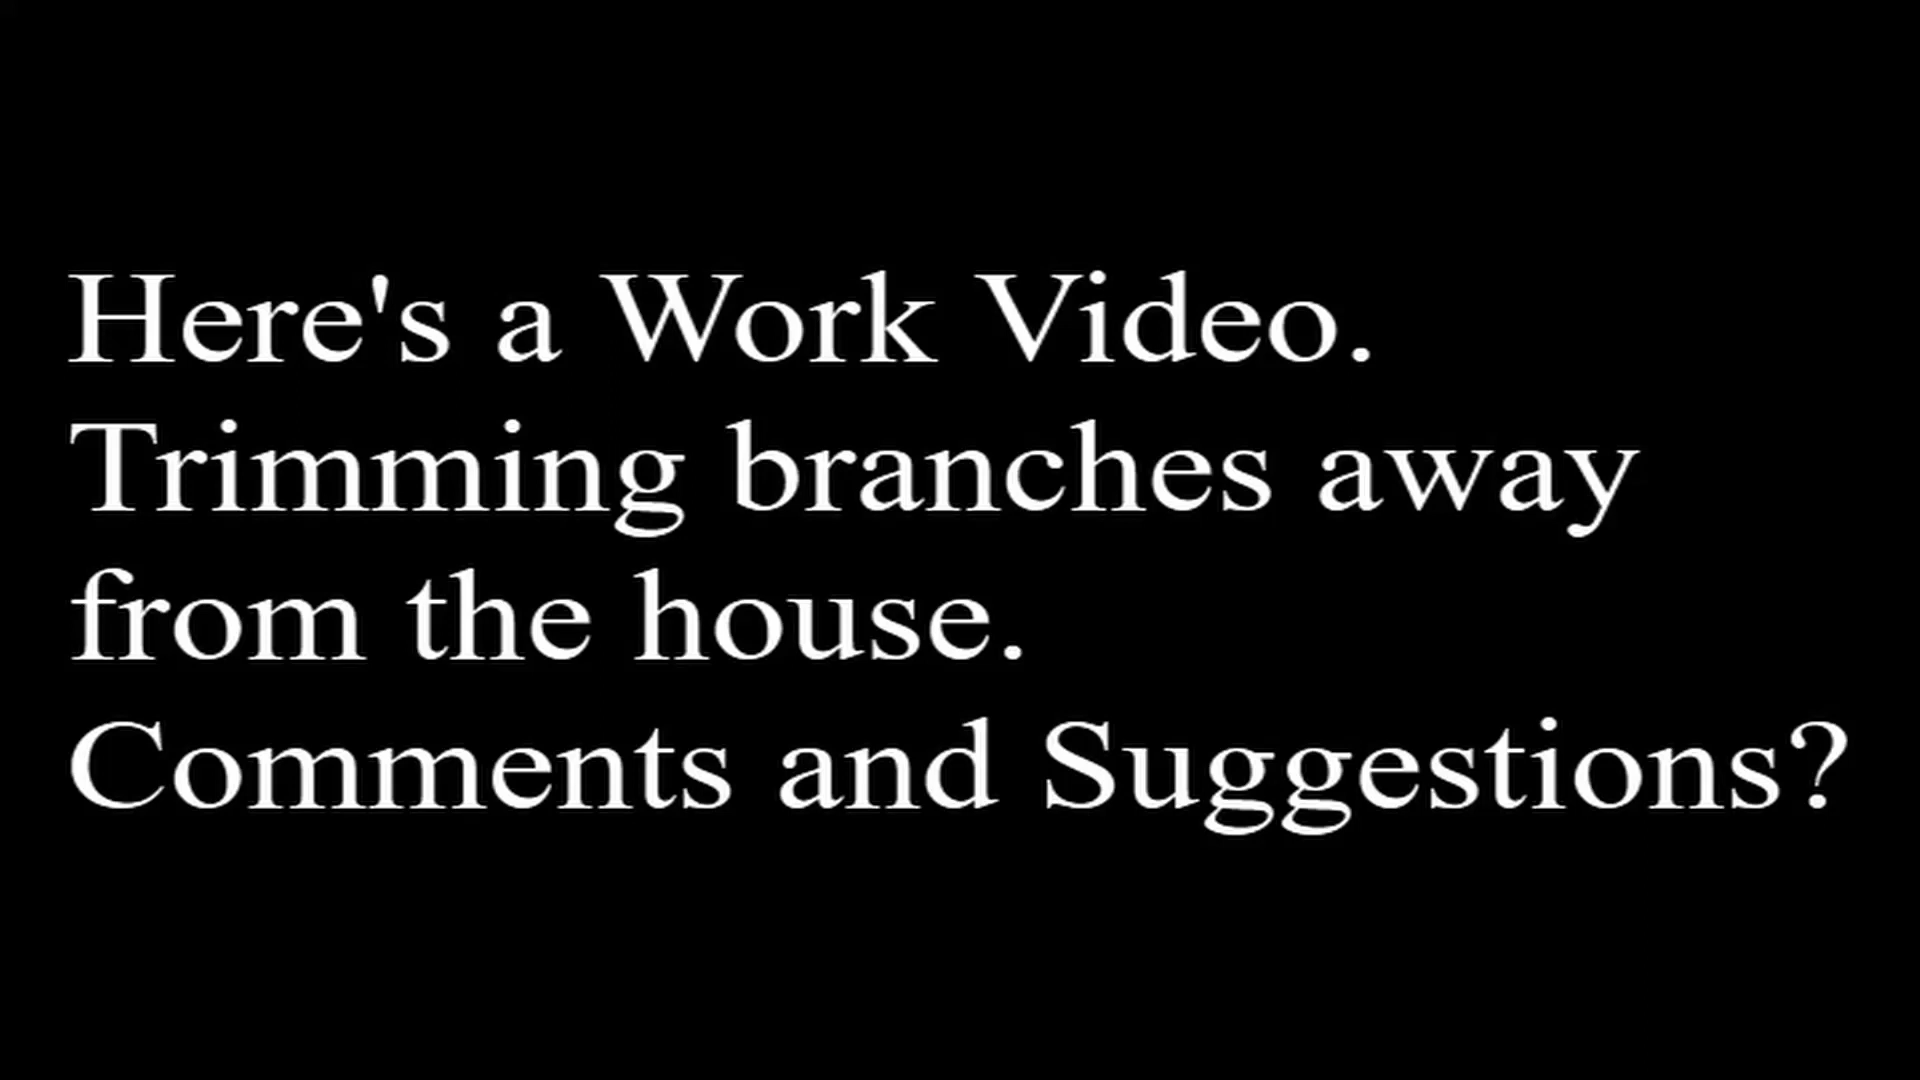 Here's a Work Video.
Trimming branches away
from the house.
Comments and Suggestions?